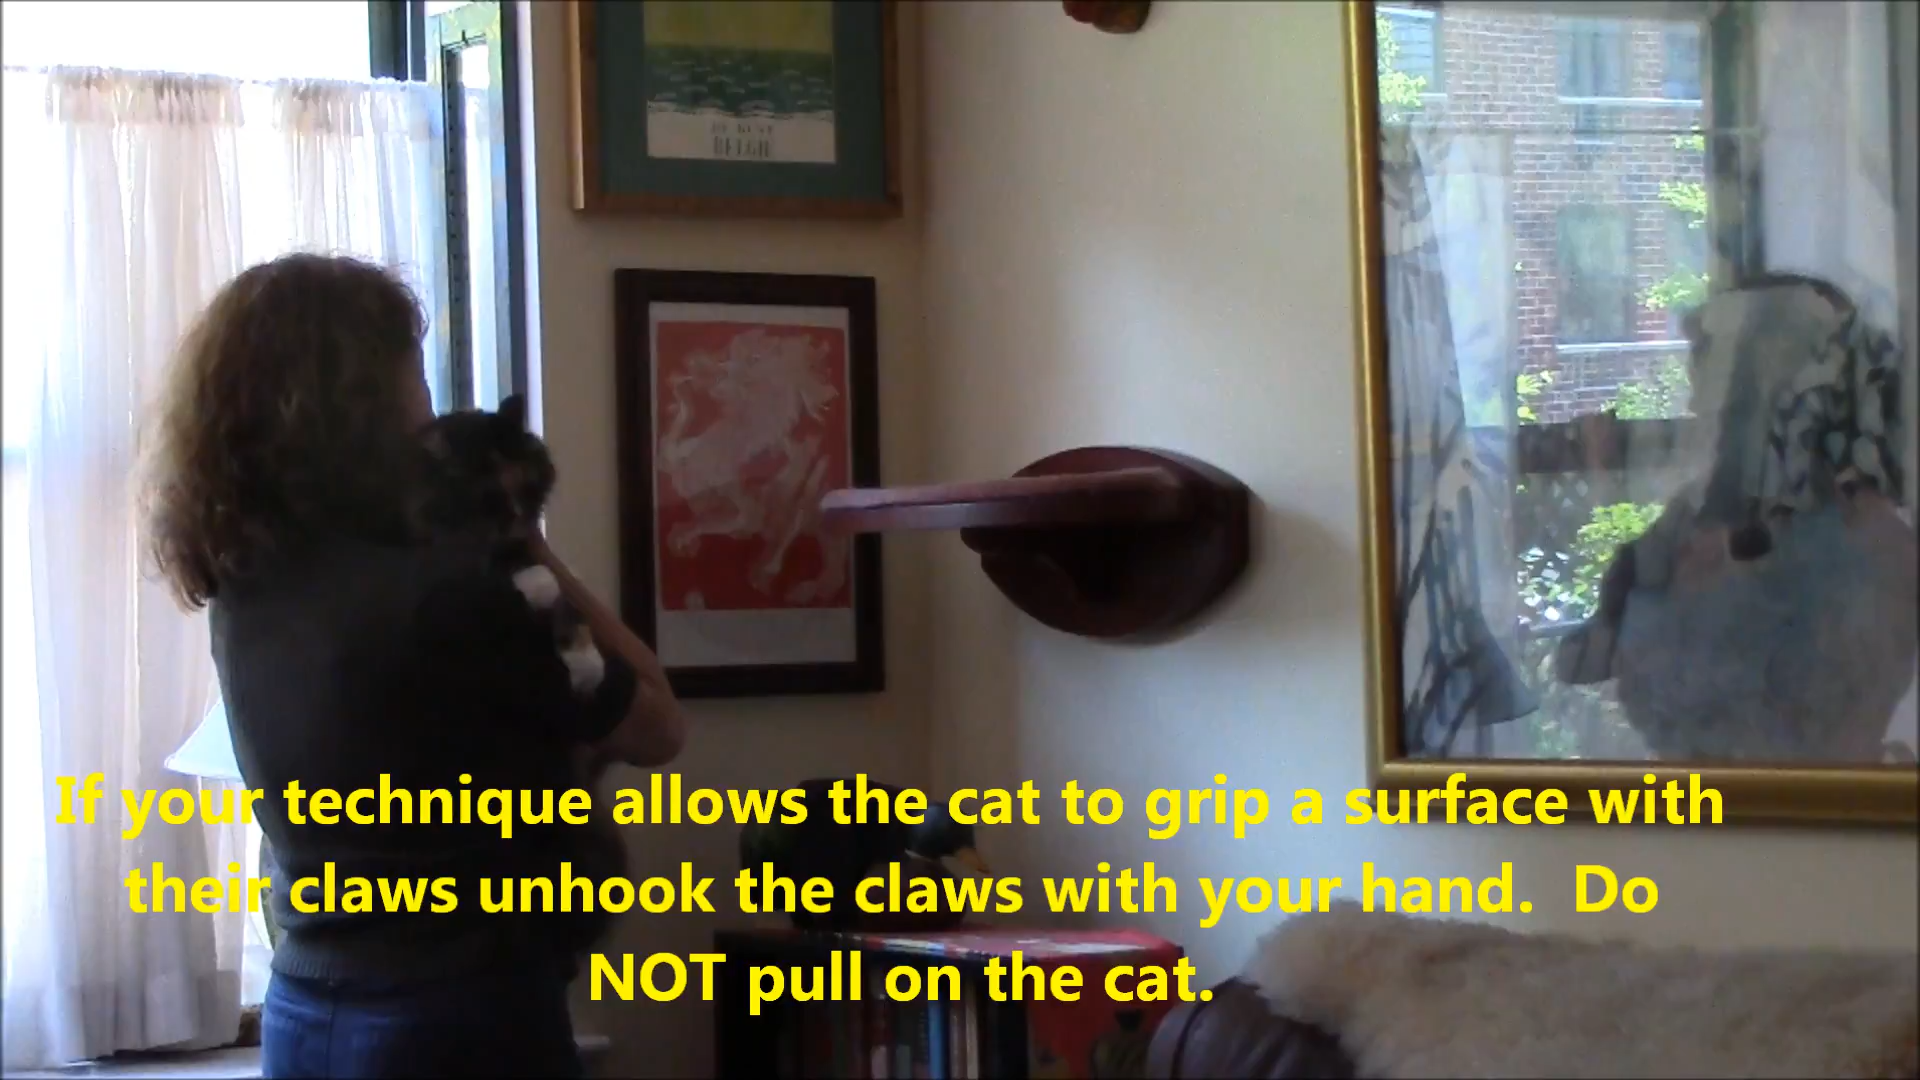 BELGIË
If your technique allows the cat to grip a surface with
their claws unhook the claws with your hand.  Do
NOT pull on the cat.